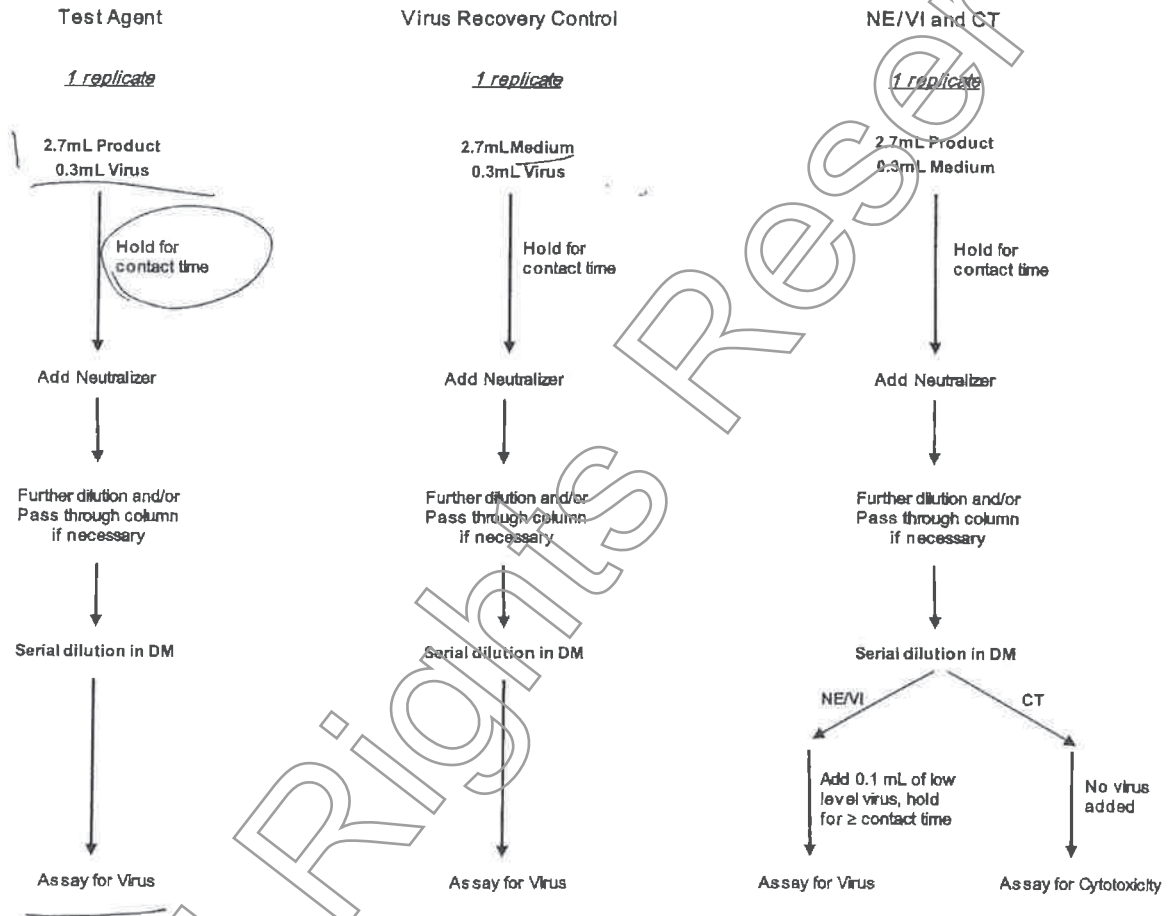 Test Agent
1 replicate
2.7mL Product
0.3mL Virus
Hold for
contact time
Add Neutralizer
Further dilution and/or
Pass through column
if necessary
Serial dilution in DM
Assay for Virus
Virus Recovery Control
1 replicate
2.7mL Medium
0.3mL Virus
Hold for
contact time
Add Neutralizer
Further dilution and/or
Pass through column
if necessary
Serial dilution in DM
Assay for Virus
NE/VI and CT
1 replicate
2.7mL Product
0.3mL Medium
Hold for
contact time
Add Neutralizer
Further dilution and/or
Pass through column
if necessary
Serial dilution in DM
NE/VI
CT
Add 0.1 mL of low
level virus, hold
for ≥ contact time
No virus
added
Assay for Virus
Assay for Cytotoxicity
Rights Reser